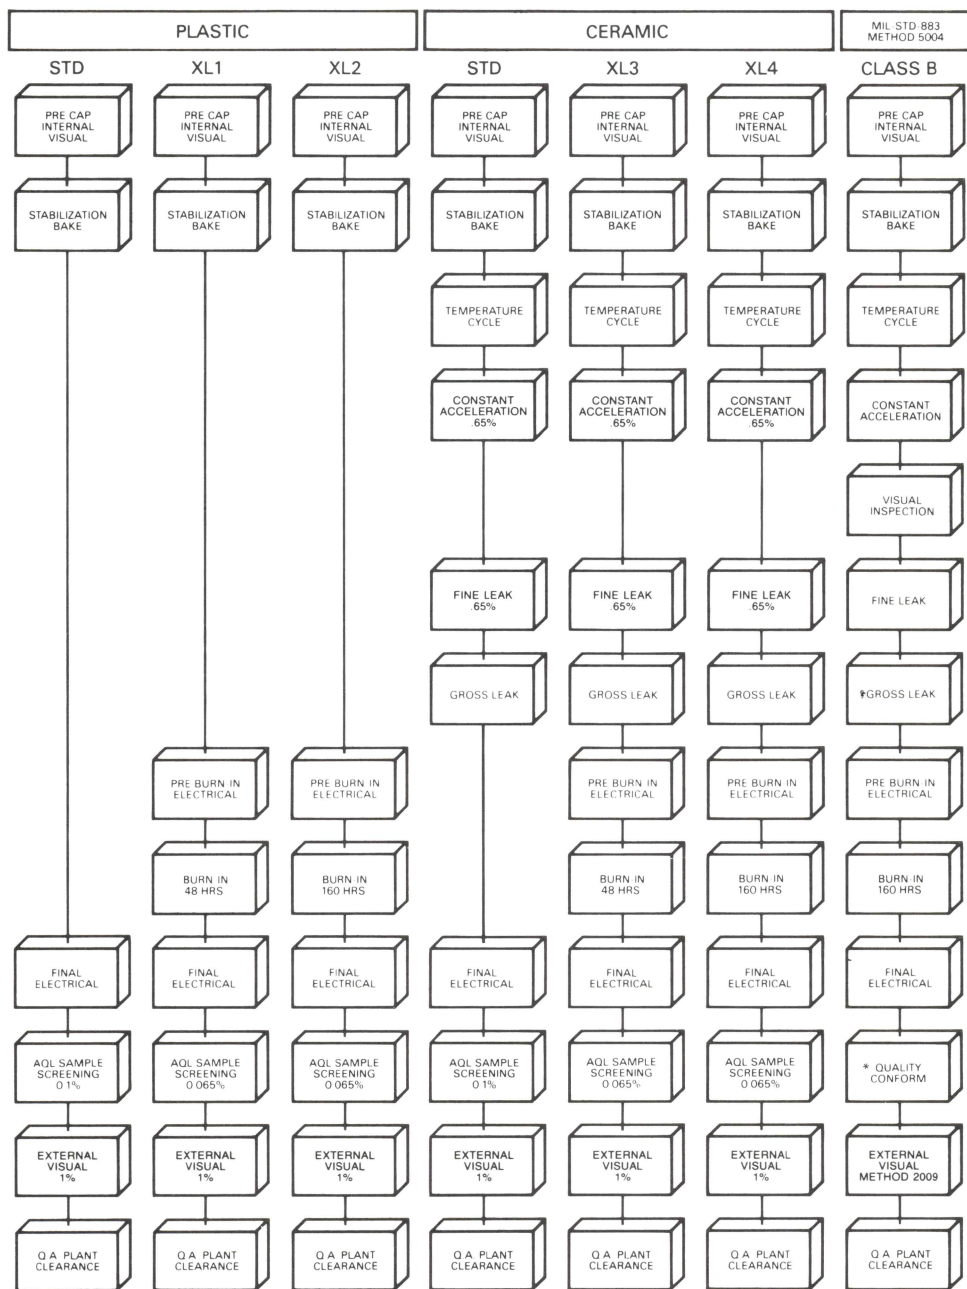 PLASTIC
CERAMIC
MIL-STD-883
METHOD 5004
STD
XL1
XL2
STD
XL3
XL4
CLASS B
PRE CAP
INTERNAL
VISUAL
PRE CAP
INTERNAL
VISUAL
PRE CAP
INTERNAL
VISUAL
PRE CAP
INTERNAL
VISUAL
PRE CAP
INTERNAL
VISUAL
PRE CAP
INTERNAL
VISUAL
PRE CAP
INTERNAL
VISUAL
STABILIZATION
BAKE
STABILIZATION
BAKE
STABILIZATION
BAKE
STABILIZATION
BAKE
STABILIZATION
BAKE
STABILIZATION
BAKE
STABILIZATION
BAKE
TEMPERATURE
CYCLE
TEMPERATURE
CYCLE
TEMPERATURE
CYCLE
TEMPERATURE
CYCLE
CONSTANT
ACCELERATION
.65%
CONSTANT
ACCELERATION
.65%
CONSTANT
ACCELERATION
.65%
CONSTANT
ACCELERATION
VISUAL
INSPECTION
FINE LEAK
.65%
FINE LEAK
.65%
FINE LEAK
.65%
FINE LEAK
GROSS LEAK
GROSS LEAK
GROSS LEAK
*GROSS LEAK
PRE BURN-IN
ELECTRICAL
PRE BURN-IN
ELECTRICAL
PRE BURN-IN
ELECTRICAL
PRE BURN-IN
ELECTRICAL
PRE BURN-IN
ELECTRICAL
BURN-IN
48 HRS
BURN-IN
160 HRS
BURN-IN
48 HRS
BURN-IN
160 HRS
BURN-IN
160 HRS
FINAL
ELECTRICAL
FINAL
ELECTRICAL
FINAL
ELECTRICAL
FINAL
ELECTRICAL
FINAL
ELECTRICAL
FINAL
ELECTRICAL
FINAL
ELECTRICAL
AQL SAMPLE
SCREENING
0.1%
AQL SAMPLE
SCREENING
0.065%
AQL SAMPLE
SCREENING
0.065%
AQL SAMPLE
SCREENING
0.1%
AQL SAMPLE
SCREENING
0.065%
AQL SAMPLE
SCREENING
0.065%
* QUALITY
CONFORM
EXTERNAL
VISUAL
1%
EXTERNAL
VISUAL
1%
EXTERNAL
VISUAL
1%
EXTERNAL
VISUAL
1%
EXTERNAL
VISUAL
1%
EXTERNAL
VISUAL
1%
EXTERNAL
VISUAL
METHOD 2009
Q.A. PLANT
CLEARANCE
Q.A. PLANT
CLEARANCE
Q.A. PLANT
CLEARANCE
Q.A. PLANT
CLEARANCE
Q.A. PLANT
CLEARANCE
Q.A. PLANT
CLEARANCE
Q.A. PLANT
CLEARANCE